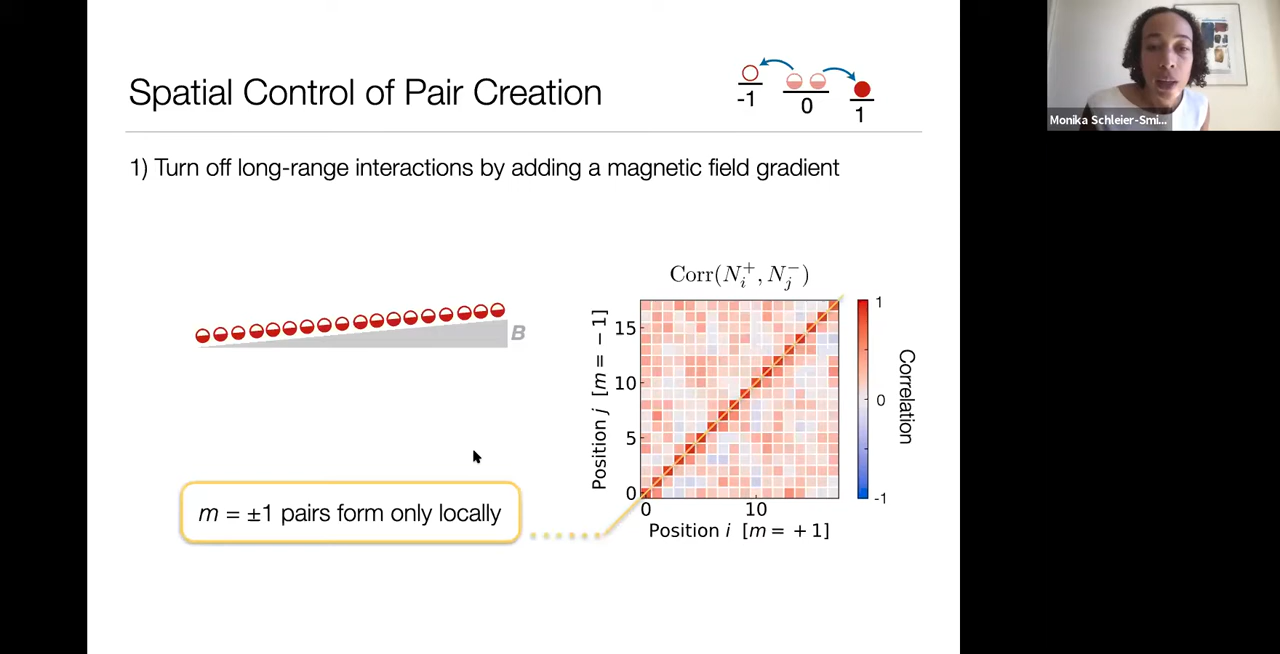 Spatial Control of Pair Creation
-1
0
1
Monika Schleier-Smi...
1) Turn off long-range interactions by adding a magnetic field gradient
B
Corr(N_i^+, N_j^-)
Position j [m = −1]
15
10
5
0
0
10
Position i [m = +1]
1
0
-1
Correlation
m = ±1 pairs form only locally